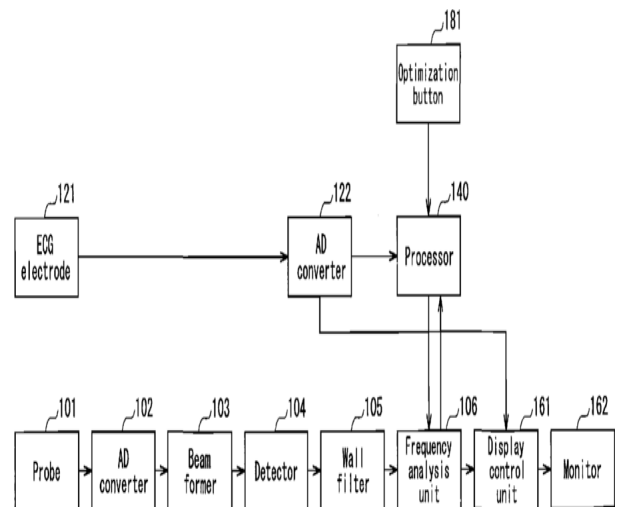 181
Optimization
button
121
ECG
electrode
122
AD
converter
140
Processor
101
Probe
102
AD
converter
103
Beam
former
104
Detector
105
Wall
filter
106
Frequency
analysis
unit
161
Display
control
unit
162
Monitor